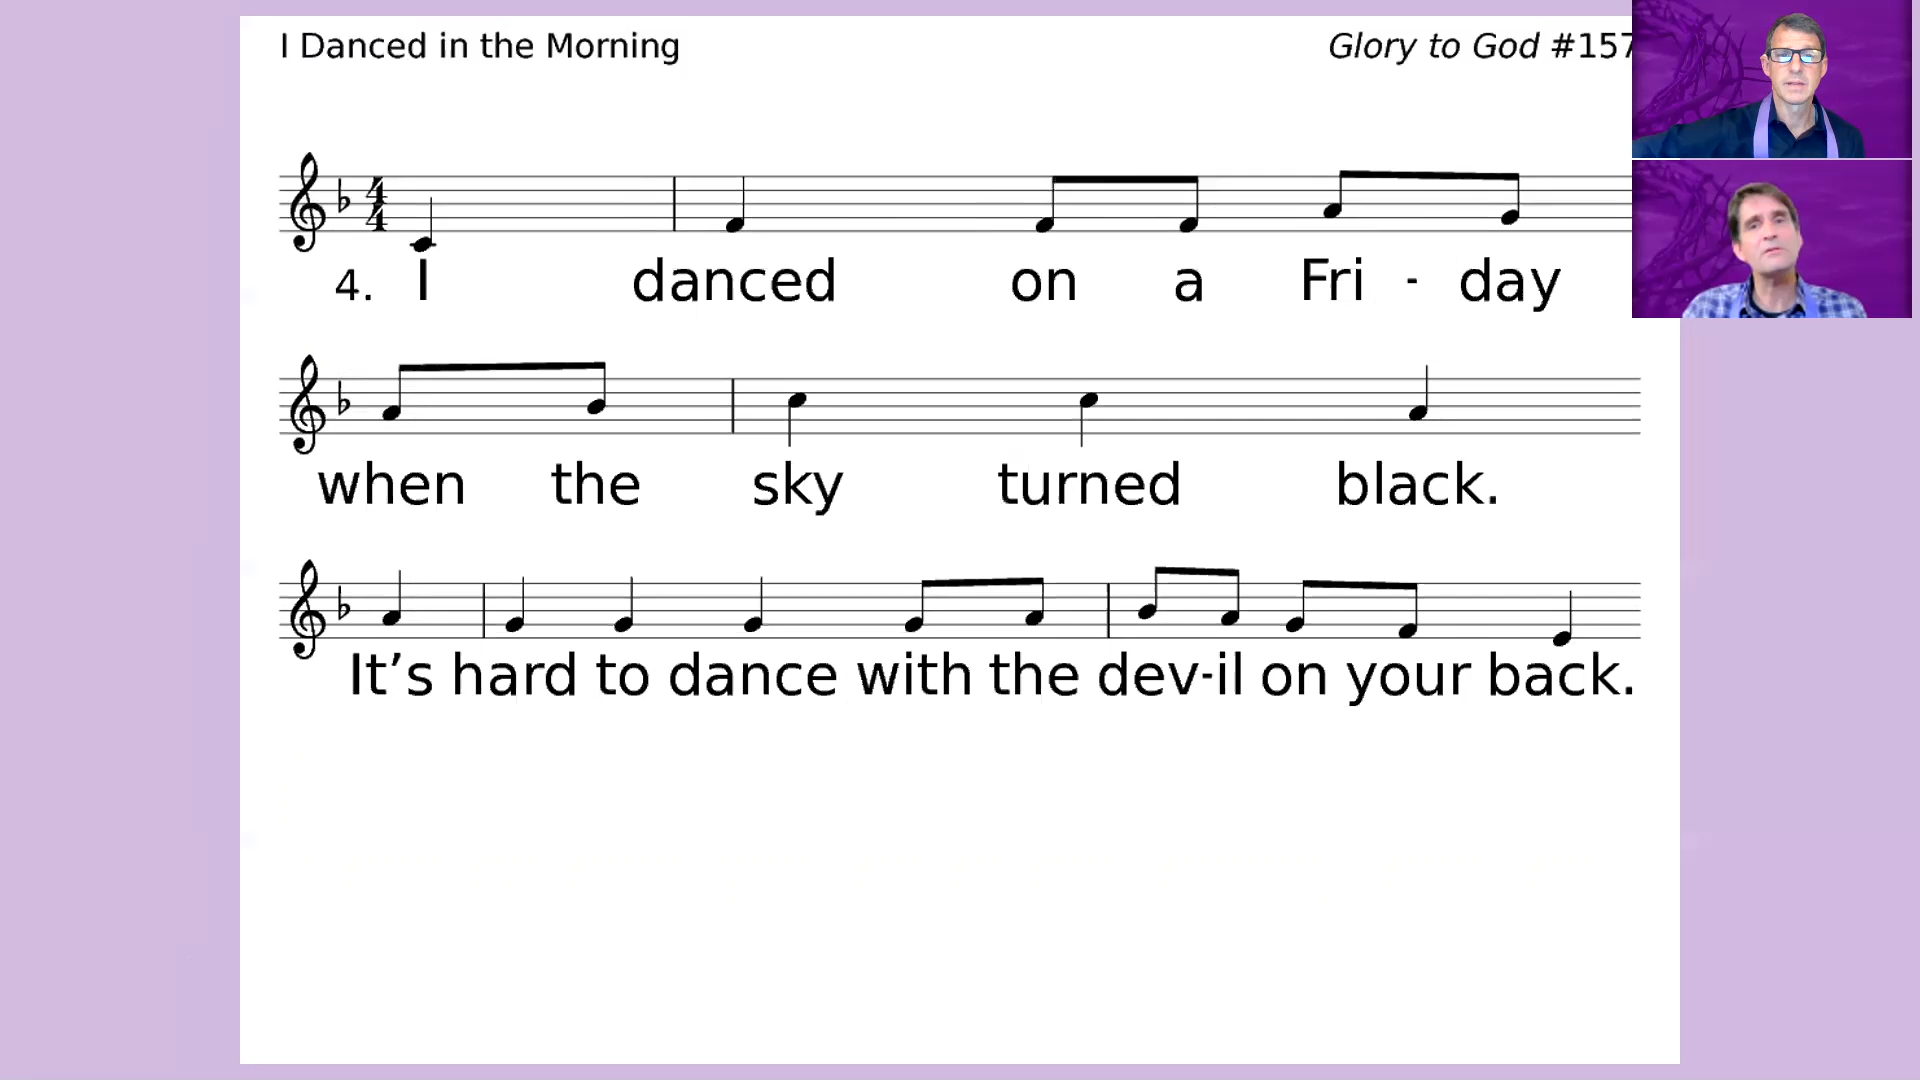 I Danced in the Morning
Glory to God #157
4. I danced on a Fri - day
when the sky turned black.
It’s hard to dance with the dev-il on your back.